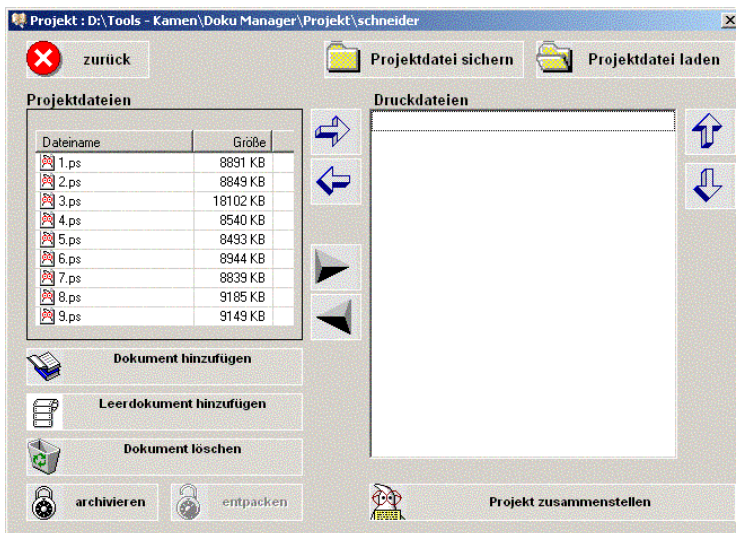 Projekt : D:\Tools - Kamen\Doku Manager\Projekt\schneider
zurück
Projektdatei sichern
Projektdatei laden
Projektdateien
Druckdateien
Dateiname Größe
1.ps 8891 KB
2.ps 8849 KB
3.ps 18102 KB
4.ps 8540 KB
5.ps 8493 KB
6.ps 8944 KB
7.ps 8839 KB
8.ps 9185 KB
9.ps 9149 KB
Dokument hinzufügen
Leerdokument hinzufügen
Dokument löschen
archivieren
entpacken
Projekt zusammenstellen